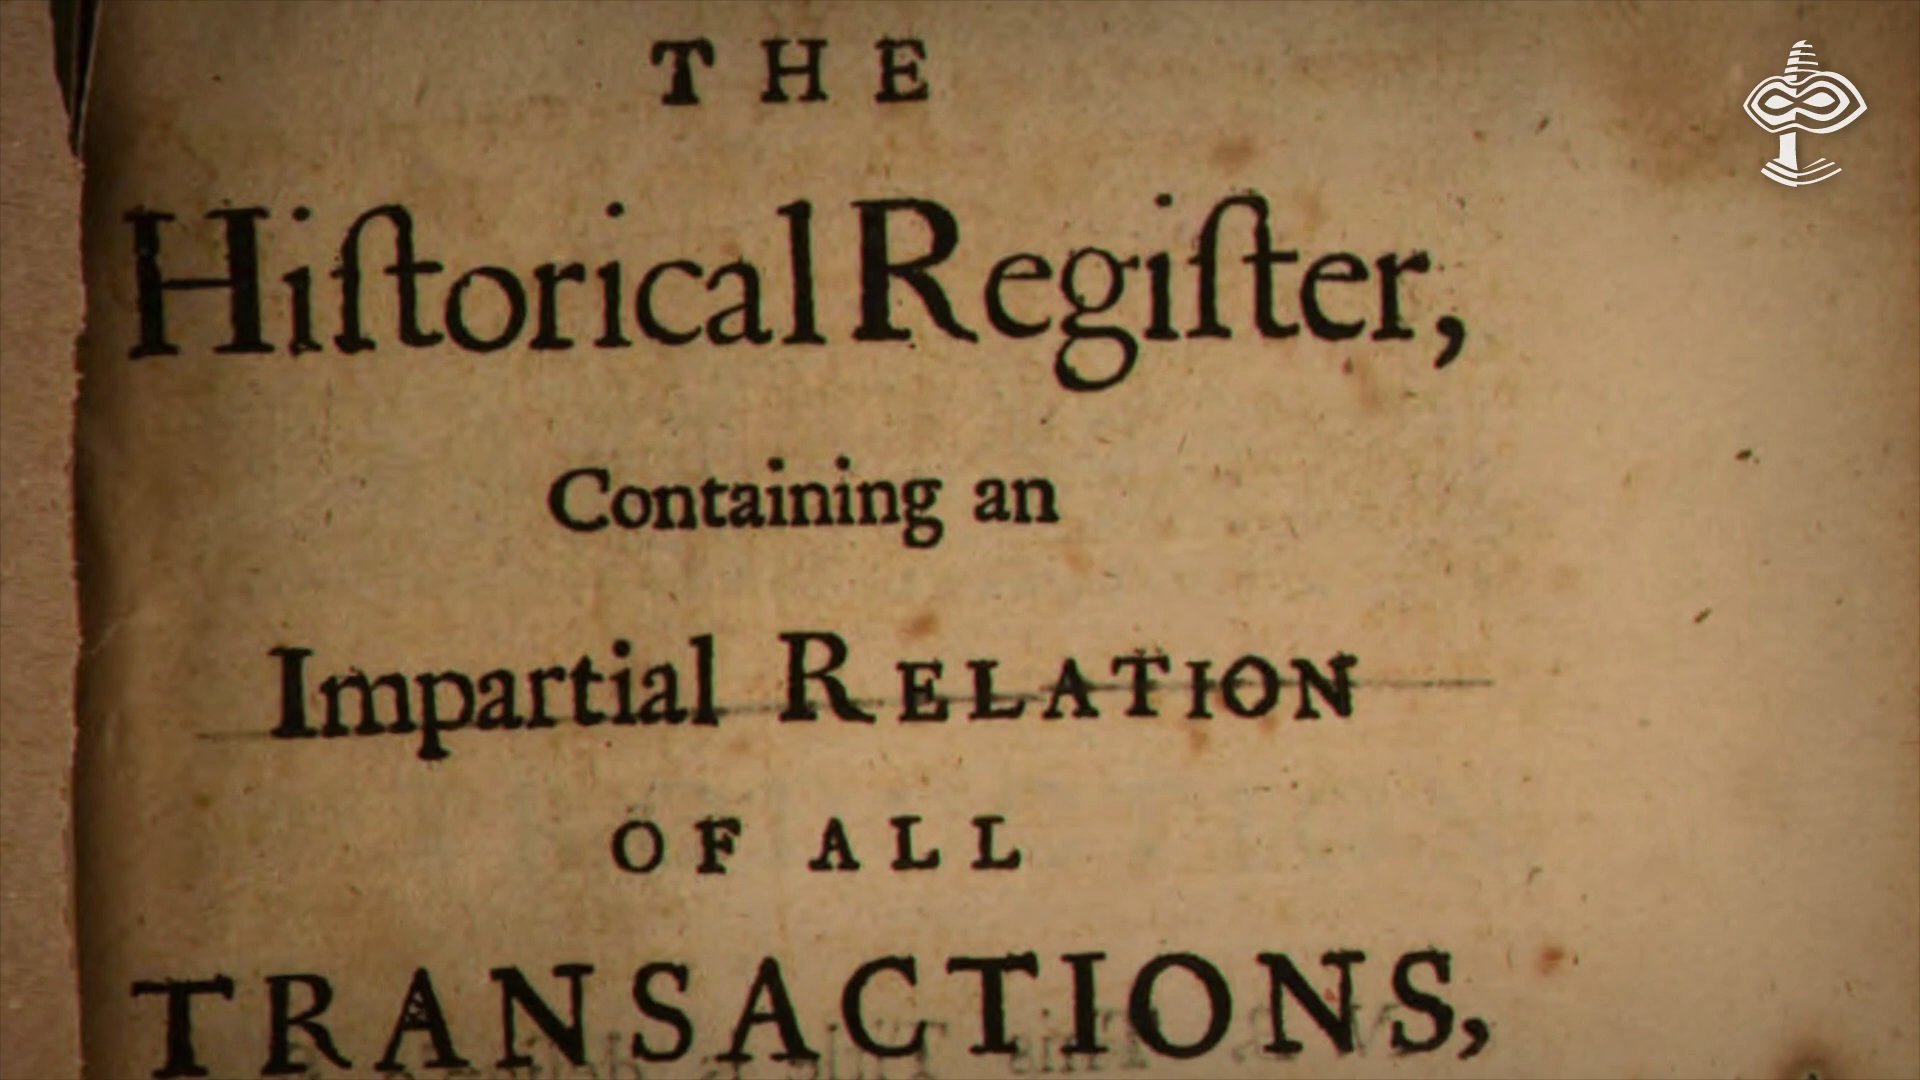 THE
Hiſtorical Regiſter,
Containing an
Impartial RELATION
OF ALL
TRANSACTIONS,